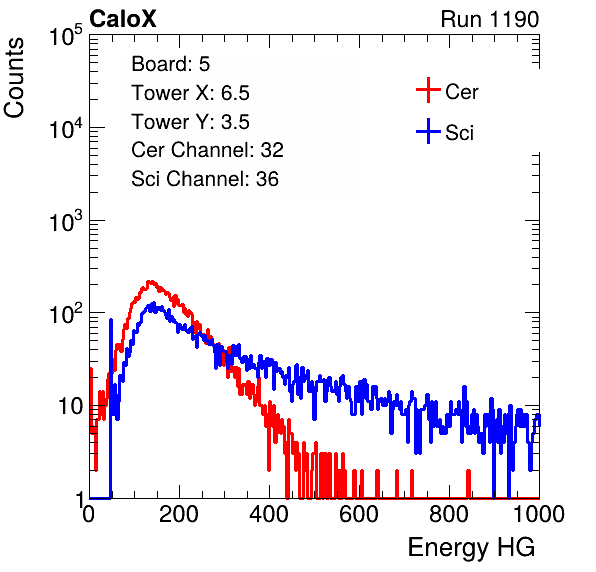 CaloX Run 1190
Counts
Board: 5
Tower X: 6.5
Tower Y: 3.5
Cer Channel: 32
Sci Channel: 36
Cer
Sci
10^5
10^4
10^3
10^2
10
1
0 200 400 600 800 1000
Energy HG